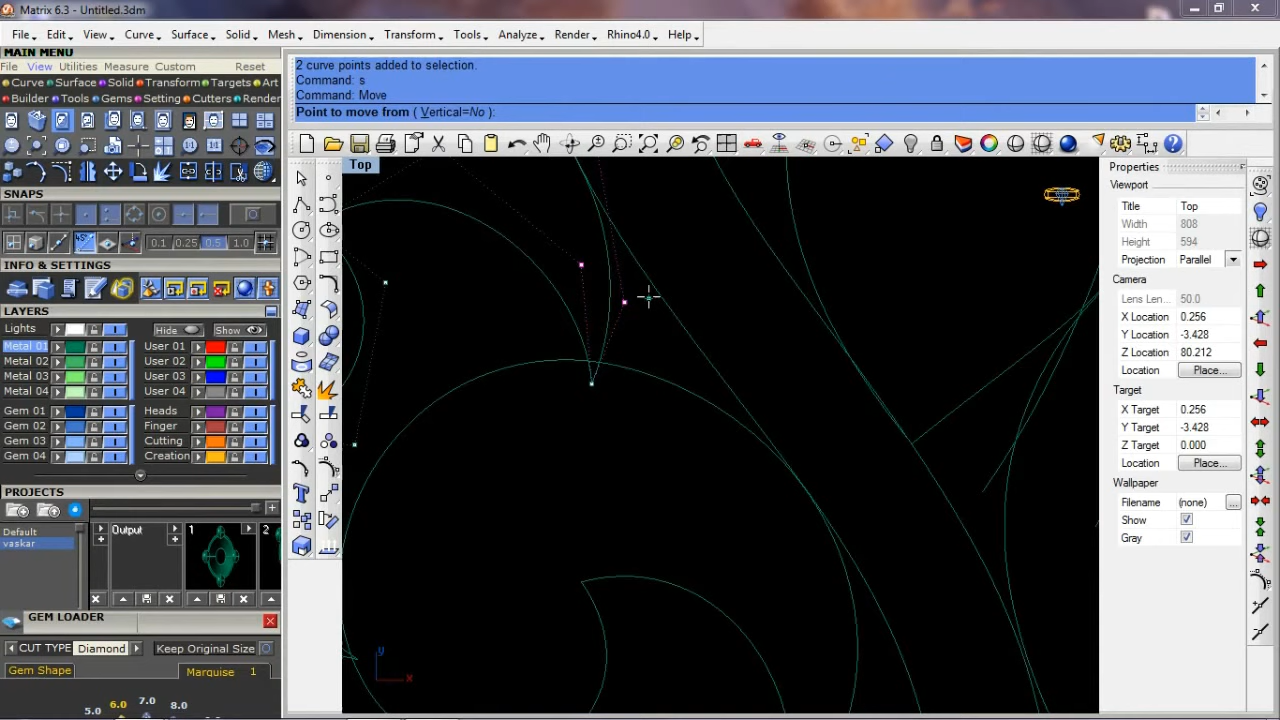 Matrix 6.3 - Untitled.3dm
File Edit View Curve Surface Solid Mesh Dimension Transform Tools Analyze Render Rhino4.0 Help
MAIN MENU
File View Utilities Measure Custom Reset
Curve Surface Solid Transform Targets Art
Builder Tools Gems Setting Cutters Render
2 curve points added to selection.
Command: s
Command: Move
Point to move from ( Vertical=No ):
SNAPS
0.1 0.25 0.5 1.0
INFO & SETTINGS
LAYERS
Lights Hide Show
Metal 01 User 01
Metal 02 User 02
Metal 03 User 03
Metal 04 User 04
Gem 01 Heads
Gem 02 Finger
Gem 03 Cutting
Gem 04 Creation
PROJECTS
Default
vaskar
Output 1 2
GEM LOADER
CUT TYPE Diamond Keep Original Size
Gem Shape Marquise 1
5.0 6.0 7.0 8.0
Top
y
x
Properties
Viewport
Title Top
Width 808
Height 594
Projection Parallel
Camera
Lens Len... 50.0
X Location 0.256
Y Location -3.428
Z Location 80.212
Location Place...
Target
X Target 0.256
Y Target -3.428
Z Target 0.000
Location Place...
Wallpaper
Filename (none) ...
Show
Gray